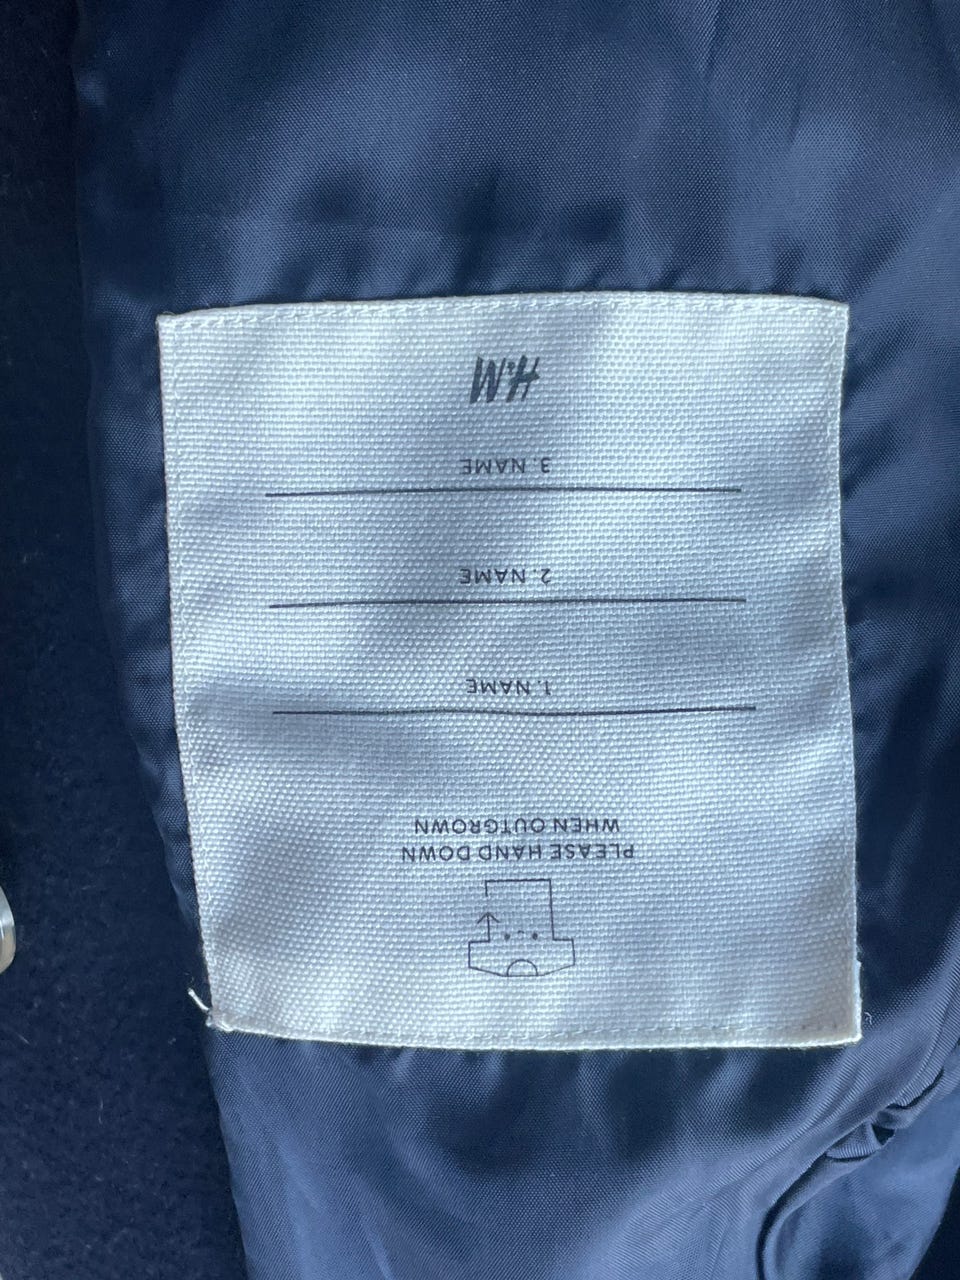 PLEASE HAND DOWN
WHEN OUTGROWN
1. NAME
2. NAME
3. NAME
H&M